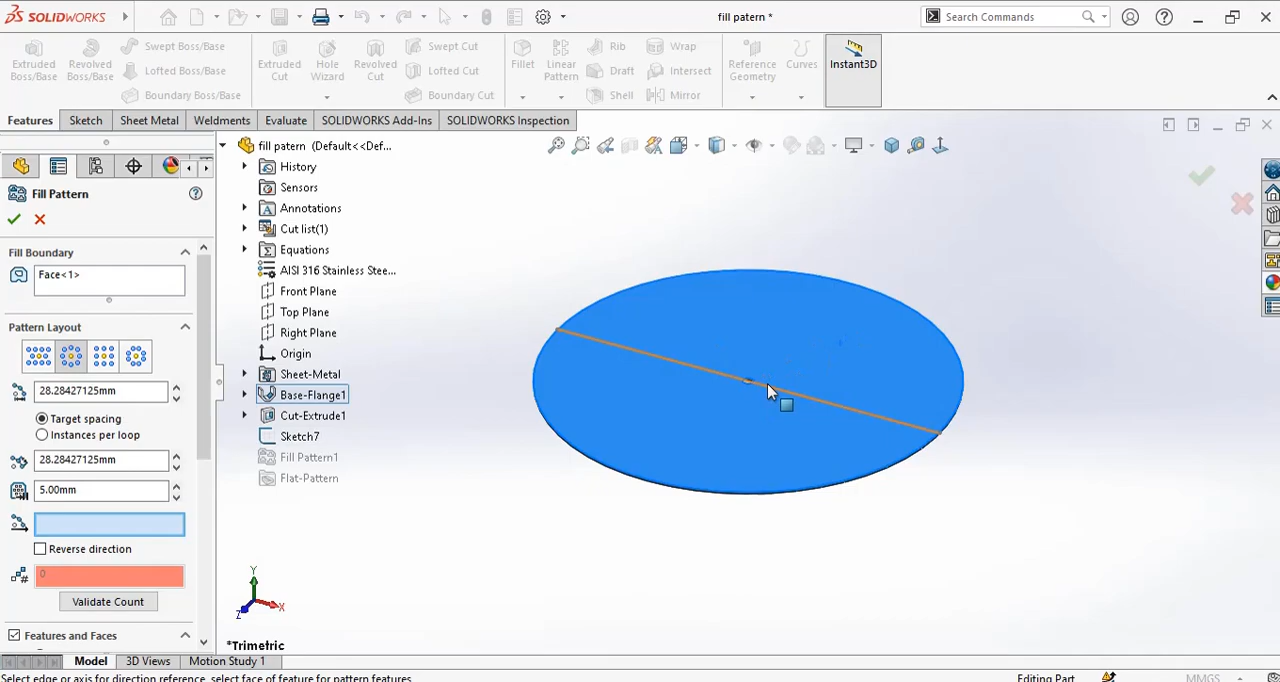 SOLIDWORKS
fill patern *
Search Commands
Extruded Boss/Base
Revolved Boss/Base
Swept Boss/Base
Lofted Boss/Base
Boundary Boss/Base
Extruded Cut
Hole Wizard
Revolved Cut
Swept Cut
Lofted Cut
Boundary Cut
Fillet
Linear Pattern
Rib
Draft
Shell
Wrap
Intersect
Mirror
Reference Geometry
Curves
Instant3D
Features
Sketch
Sheet Metal
Weldments
Evaluate
SOLIDWORKS Add-Ins
SOLIDWORKS Inspection
Fill Pattern
Fill Boundary
Face<1>
Pattern Layout
28.28427125mm
Target spacing
Instances per loop
28.28427125mm
5.00mm
Reverse direction
0
Validate Count
Features and Faces
fill patern (Default<<Def...
History
Sensors
Annotations
Cut list(1)
Equations
AISI 316 Stainless Stee...
Front Plane
Top Plane
Right Plane
Origin
Sheet-Metal
Base-Flange1
Cut-Extrude1
Sketch7
Fill Pattern1
Flat-Pattern
Y
X
Z
*Trimetric
Model
3D Views
Motion Study 1
Select edge or axis for direction reference, select face of feature for pattern features.
Editing Part
MMGS